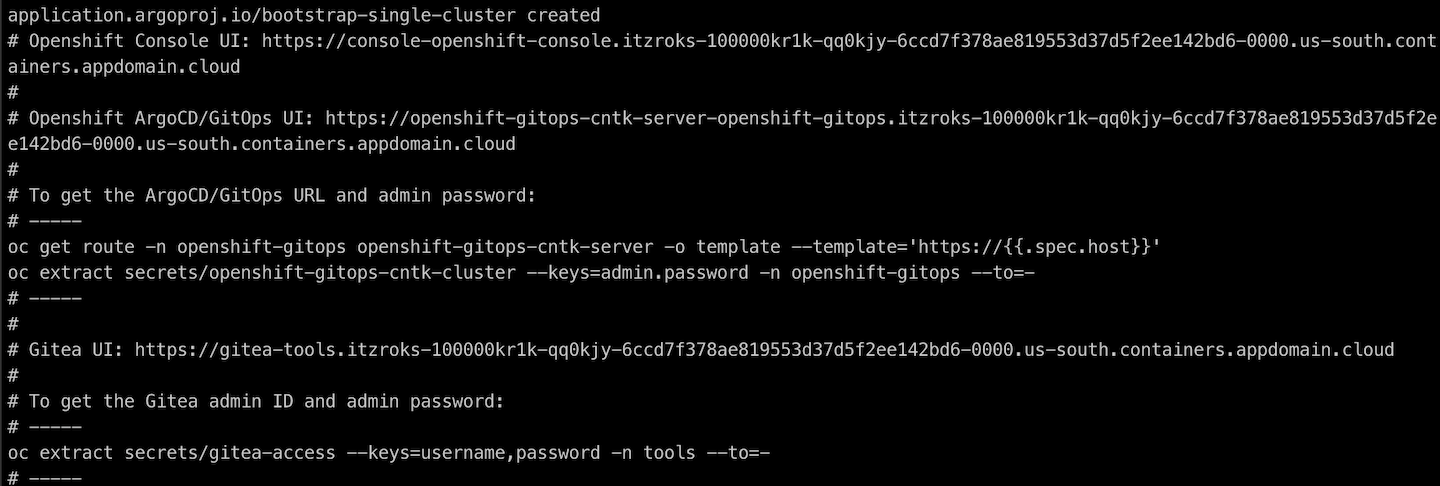 application.argoproj.io/bootstrap-single-cluster created
# Openshift Console UI: https://console-openshift-console.itzroks-100000kr1k-qq0kjy-6ccd7f378ae819553d37d5f2ee142bd6-0000.us-south.cont
ainers.appdomain.cloud
#
# Openshift ArgoCD/GitOps UI: https://openshift-gitops-cntk-server-openshift-gitops.itzroks-100000kr1k-qq0kjy-6ccd7f378ae819553d37d5f2e
e142bd6-0000.us-south.containers.appdomain.cloud
#
# To get the ArgoCD/GitOps URL and admin password:
# -----
oc get route -n openshift-gitops openshift-gitops-cntk-server -o template --template='https://{{.spec.host}}'
oc extract secrets/openshift-gitops-cntk-cluster --keys=admin.password -n openshift-gitops --to=-
# -----
#
# Gitea UI: https://gitea-tools.itzroks-100000kr1k-qq0kjy-6ccd7f378ae819553d37d5f2ee142bd6-0000.us-south.containers.appdomain.cloud
#
# To get the Gitea admin ID and admin password:
# -----
oc extract secrets/gitea-access --keys=username,password -n tools --to=-
# -----